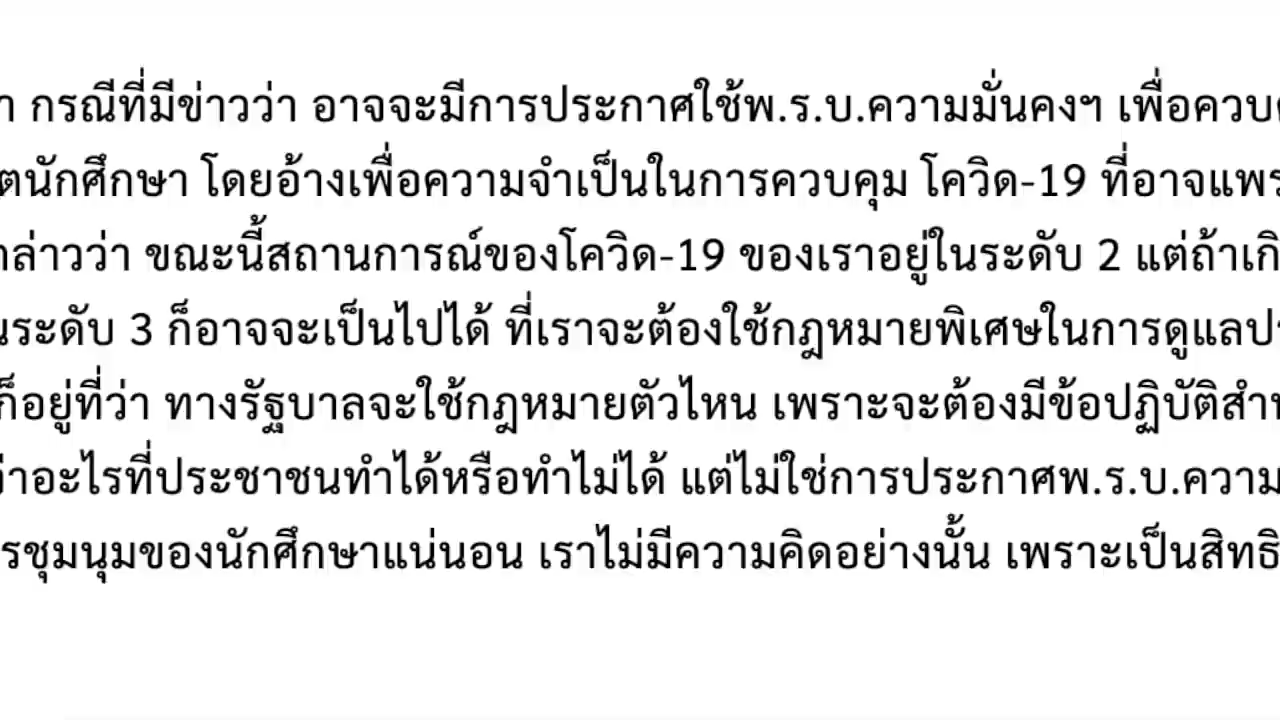 กรณีที่มีข่าวว่า อาจจะมีการประกาศใช้พ.ร.บ.ความมั่นคงฯ เพื่อควบ
ตนักศึกษา โดยอ้างเพื่อความจำเป็นในการควบคุม โควิด-19 ที่อาจแพร
กล่าวว่า ขณะนี้สถานการณ์ของโควิด-19 ของเราอยู่ในระดับ 2 แต่ถ้าเกิ
นระดับ 3 ก็อาจจะเป็นไปได้ ที่เราจะต้องใช้กฎหมายพิเศษในการดูแลประ
ก็อยู่ที่ว่า ทางรัฐบาลจะใช้กฎหมายตัวไหน เพราะจะต้องมีข้อปฏิบัติสำห
ว่าอะไรที่ประชาชนทำได้หรือทำไม่ได้ แต่ไม่ใช่การประกาศพ.ร.บ.ความ
รชุมนุมของนักศึกษาแน่นอน เราไม่มีความคิดอย่างนั้น เพราะเป็นสิทธิ